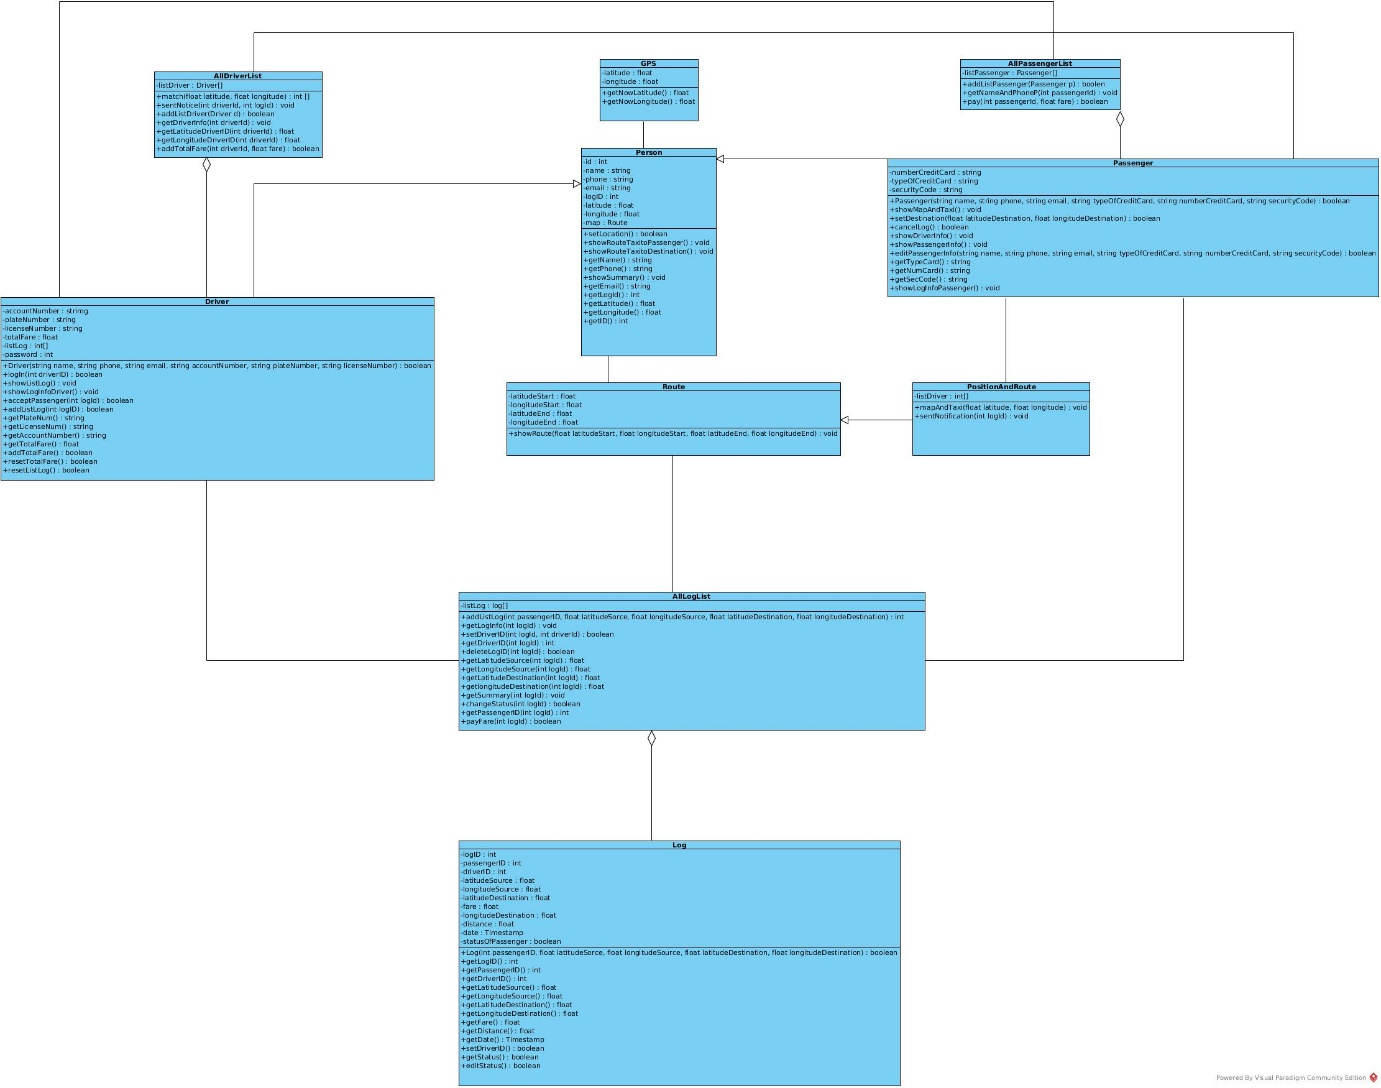 AllDriverList
-listDriver : Driver[]
+match(float latitude, float longitude) : int []
+sentNotice(int driverId, int logId) : void
+addListDriver(Driver d) : boolean
+getDriverInfo(int driverId) : void
+getLatitudeDriverID(int driverId) : float
+getLongitudeDriverID(int driverId) : float
+addTotalFare(int driverId, float fare) : boolean
GPS
-latitude : float
-longitude : float
+getNowLatitude() : float
+getNowLongitude() : float
AllPassengerList
-listPassenger : Passenger[]
+addListPassenger(Passenger p) : boolen
+getNameAndPhoneP(int passengerId) : void
+pay(int passengerId, float fare) : boolean
Person
-id : int
-name : string
-phone : string
-email : string
-logID : int
-latitude : float
-longitude : float
-map : Route
+setLocation() : boolean
+showRouteTaxitoPassenger() : void
+showRouteTaxitoDestination() : void
+getName() : string
+getPhone() : string
+showSummary() : void
+getEmail() : string
+getLogId() : int
+getLatitude() : float
+getLongitude() : float
+getID() : int
Passenger
-numberCreditCard : string
-typeOfCreditCard : string
-securityCode : string
+Passenger(string name, string phone, string email, string typeOfCreditCard, string numberCreditCard, string securityCode) : boolean
+showMapAndTaxi() : void
+setDestination(float latitudeDestination, float longitudeDestination) : boolean
+cancelLog() : boolean
+showDriverInfo() : void
+showPassengerInfo() : void
+editPassengerInfo(string name, string phone, string email, string typeOfCreditCard, string numberCreditCard, string securityCode) : boolean
+getTypeCard() : string
+getNumCard() : string
+getSecCode() : string
+showLogInfoPassenger() : void
Driver
-accountNumber : strimg
-plateNumber : string
-licenseNumber : string
-totalFare : float
-listLog : int[]
-password : int
+Driver(string name, string phone, string email, string accountNumber, string plateNumber, string licenseNumber) : boolean
+logIn(int driverID) : boolean
+showListLog() : void
+showLogInfoDriver() : void
+acceptPassenger(int logId) : boolean
+addListLog(int logID) : boolean
+getPlateNum() : string
+getLicenseNum() : string
+getAccountNumber() : string
+getTotalFare() : float
+addTotalFare() : boolean
+resetTotalFare() : boolean
+resetListLog() : boolean
Route
-latitudeStart : float
-longitudeStart : float
-latitudeEnd : float
-longitudeEnd : float
+showRoute(float latitudeStart, float longitudeStart, float latitudeEnd, float longitudeEnd) : void
PositionAndRoute
-listDriver : int[]
+mapAndTaxi(float latitude, float longitude) : void
+sentNotification(int logId) : void
AllLogList
-listLog : log[]
+addListLog(int passengerID, float latitudeSorce, float longitudeSource, float latitudeDestination, float longitudeDestination) : int
+getLogInfo(int logId) : void
+setDriverID(int logId, int driverId) : boolean
+getDriverID(int logId) : int
+deleteLogID(int logId) : boolean
+getLatitudeSource(int logId) : float
+getLongitudeSource(int logId) : float
+getLatitudeDestination(int logId) : float
+getlongitudeDestination(int logId) : float
+getSummary(int logId) : void
+changeStatus(int logId) : boolean
+getPassengerID(int logId) : int
+payFare(int logId) : boolean
Log
-logID : int
-passengerID : int
-driverID : int
-latitudeSource : float
-longitudeSource : float
-latitudeDestination : float
-fare : float
-longitudeDestination : float
-distance : float
-date : Timestamp
-statusOfPassenger : boolean
+Log(int passengerID, float latitudeSorce, float longitudeSource, float latitudeDestination, float longitudeDestination) : boolean
+getLogID() : int
+getPassengerID() : int
+getDriverID() : int
+getLatitudeSource() : float
+getLongitudeSource() : float
+getLatitudeDestination() : float
+getLongitudeDestination() : float
+getFare() : float
+getDistance() : float
+getDate() : Timestamp
+setDriverID() : boolean
+getStatus() : boolean
+editStatus() : boolean
Powered By Visual Paradigm Community Edition